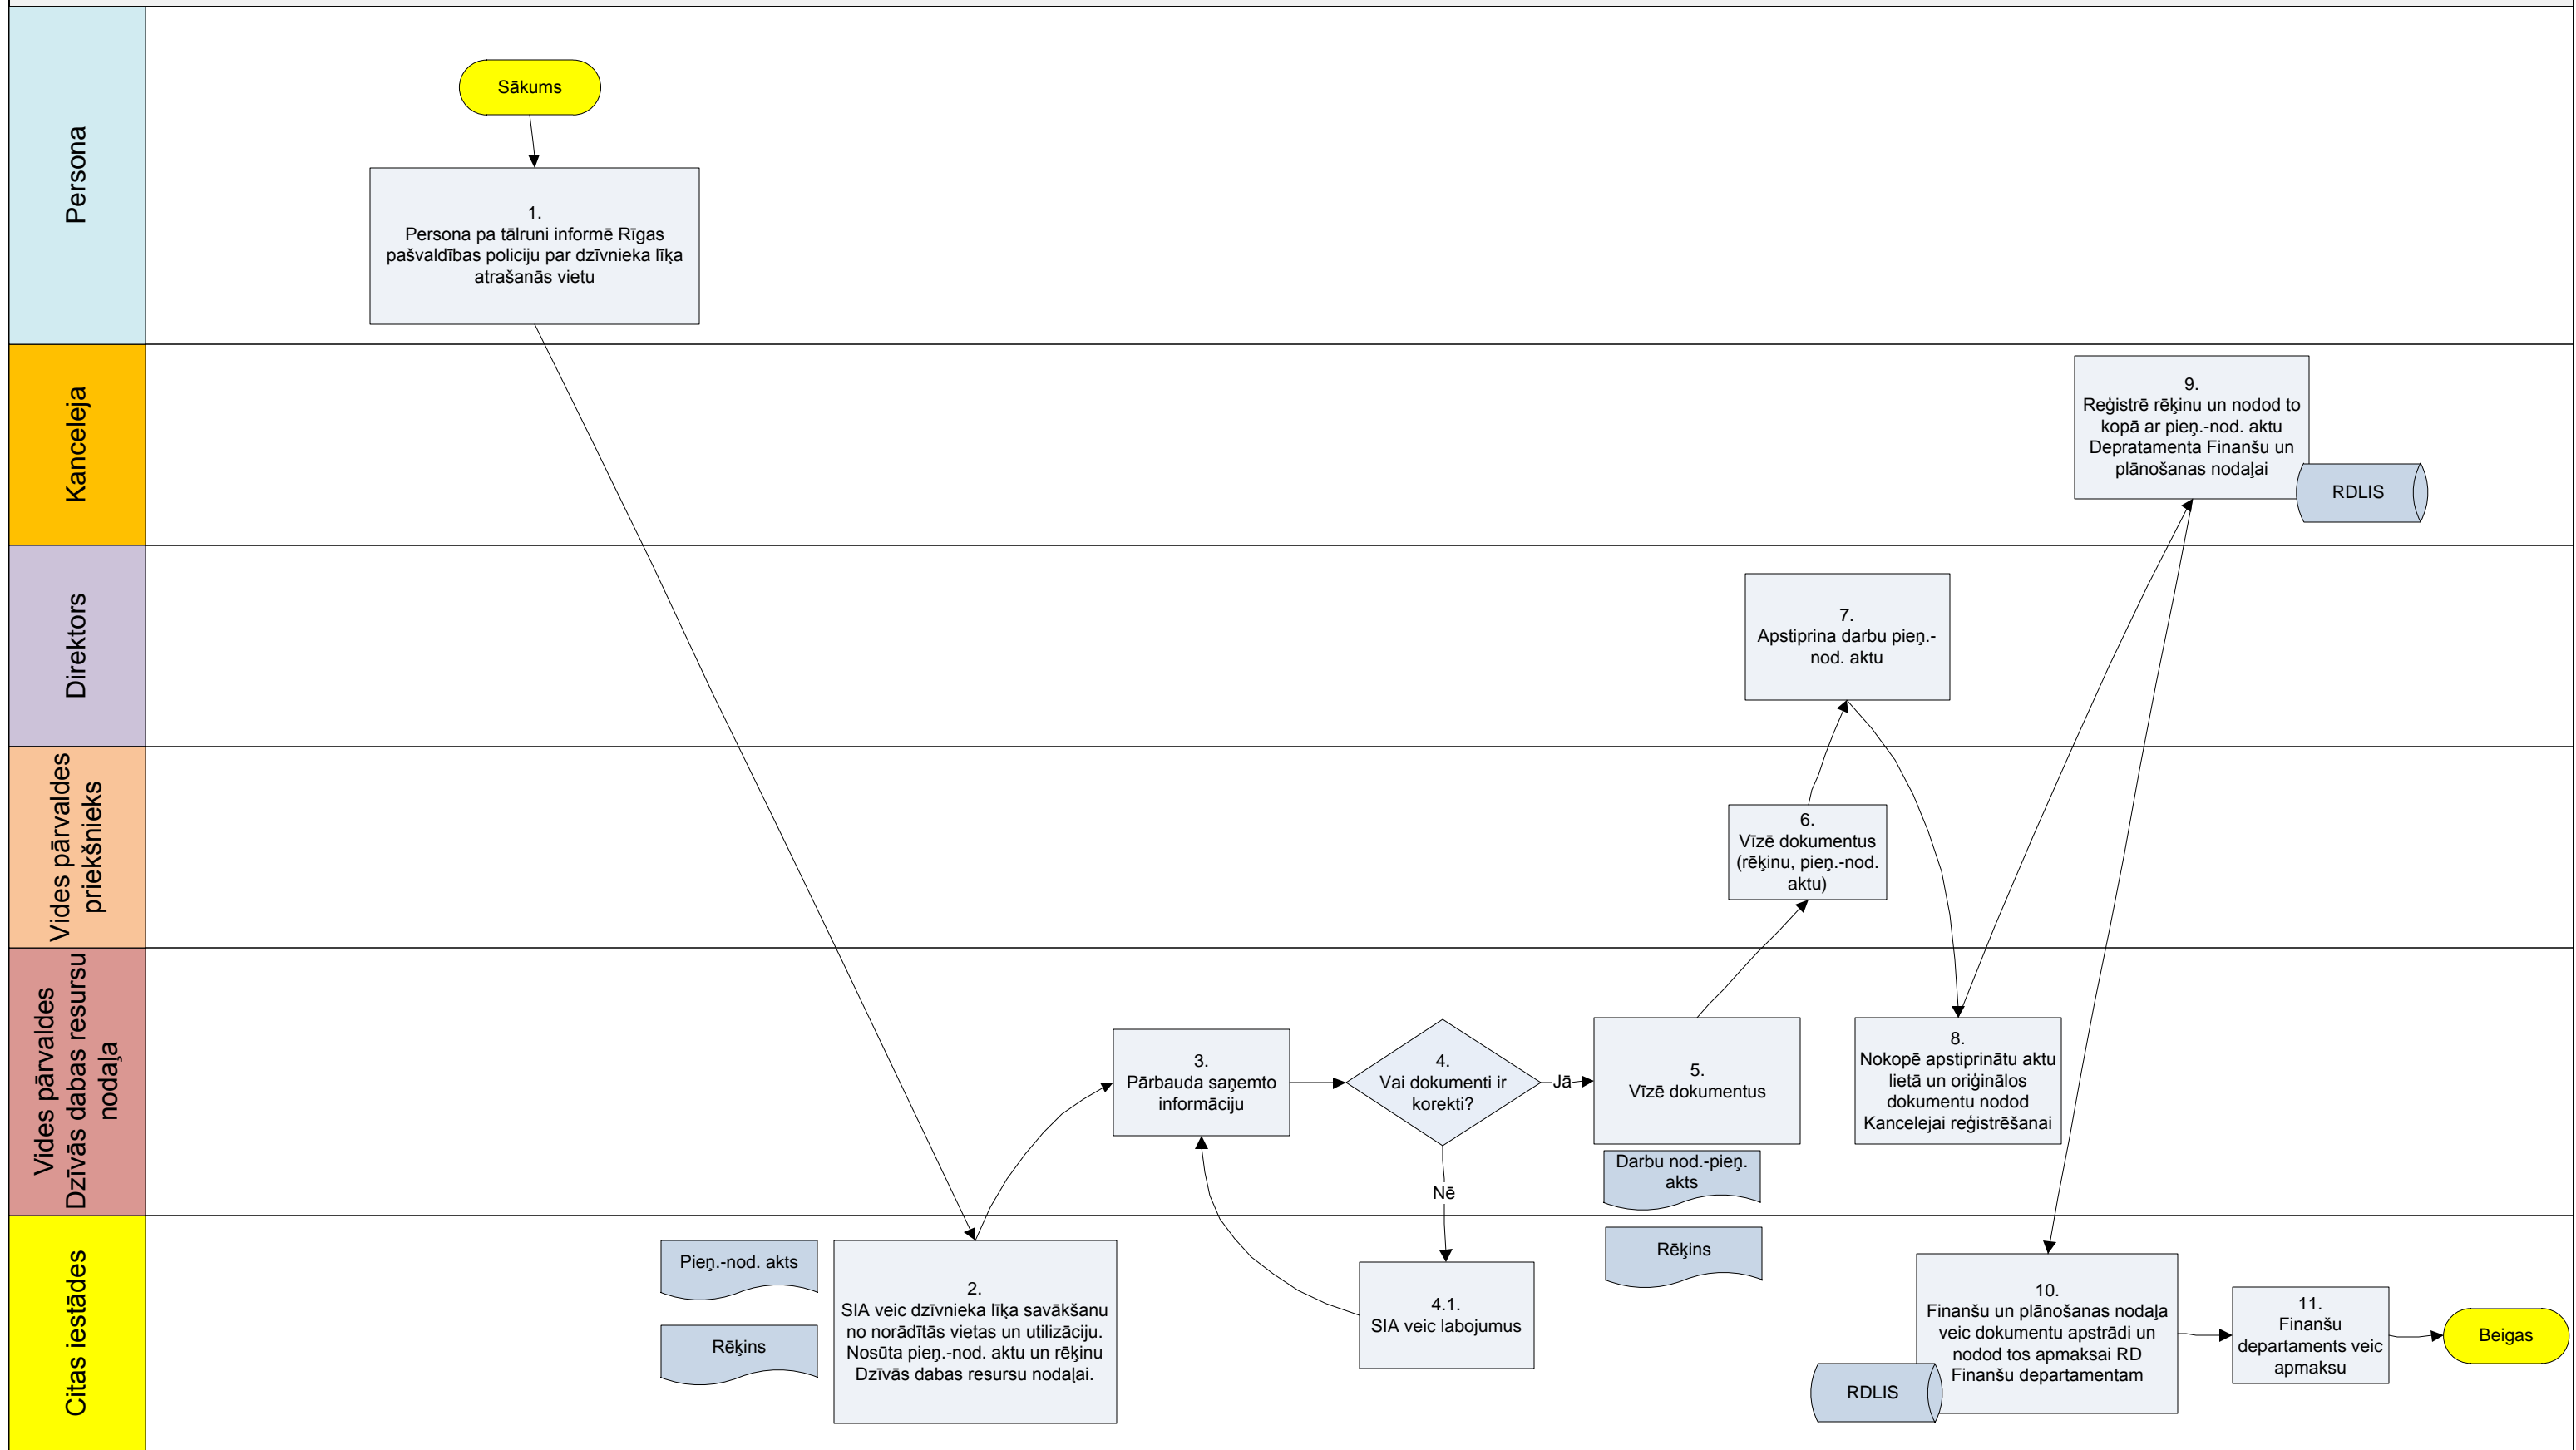 Persona
Sākums
1.
Persona pa tālruni informē Rīgas
pašvaldības policiju par dzīvnieka līķa
atrašanās vietu
Kanceleja
9.
Reģistrē rēķinu un nodod to
kopā ar pieņ.-nod. aktu
Depratamenta Finanšu un
plānošanas nodaļai
RDLIS
Direktors
7.
Apstiprina darbu pieņ.-
nod. aktu
Vides pārvaldes
priekšnieks
6.
Vīzē dokumentus
(rēķinu, pieņ.-nod.
aktu)
Vides pārvaldes
Dzīvās dabas resursu
nodaļa
3.
Pārbauda saņemto
informāciju
4.
Vai dokumenti ir
korekti?
Jā
Nē
5.
Vīzē dokumentus
Darbu nod.-pieņ.
akts
8.
Nokopē apstiprinātu aktu
lietā un oriģinālos
dokumentu nodod
Kancelejai reģistrēšanai
Citas iestādes
Pieņ.-nod. akts
Rēķins
2.
SIA veic dzīvnieka līķa savākšanu
no norādītās vietas un utilizāciju.
Nosūta pieņ.-nod. aktu un rēķinu
Dzīvās dabas resursu nodaļai.
4.1.
SIA veic labojumus
Rēķins
10.
Finanšu un plānošanas nodaļa
veic dokumentu apstrādi un
nodod tos apmaksai RD
Finanšu departamentam
RDLIS
11.
Finanšu
departaments veic
apmaksu
Beigas